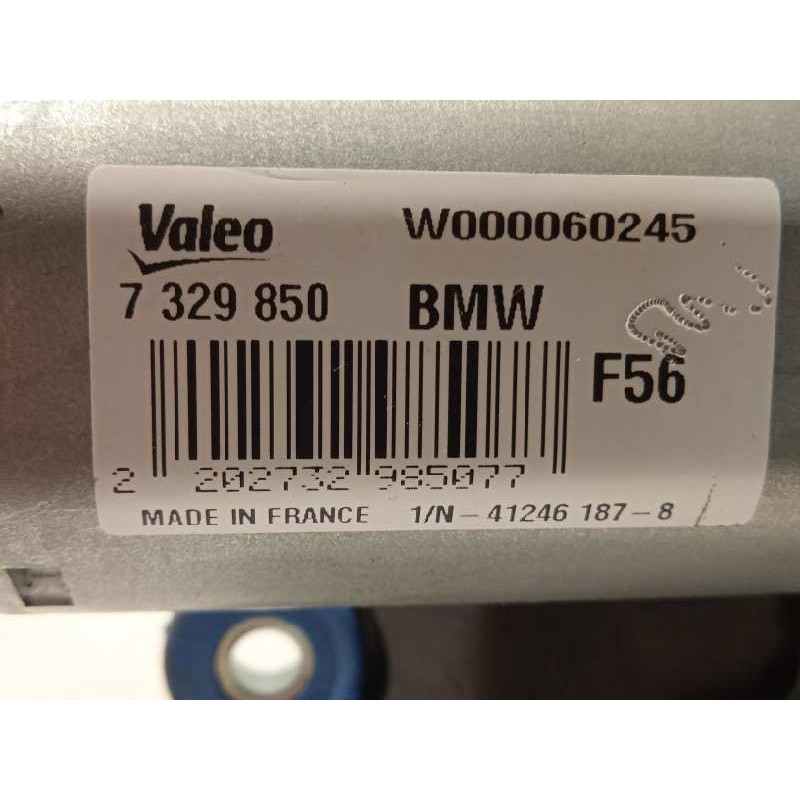 Valeo W000060245
7 329 850 BMW
F56
2 202732 985077
MADE IN FRANCE 1/N - 41246 187-8